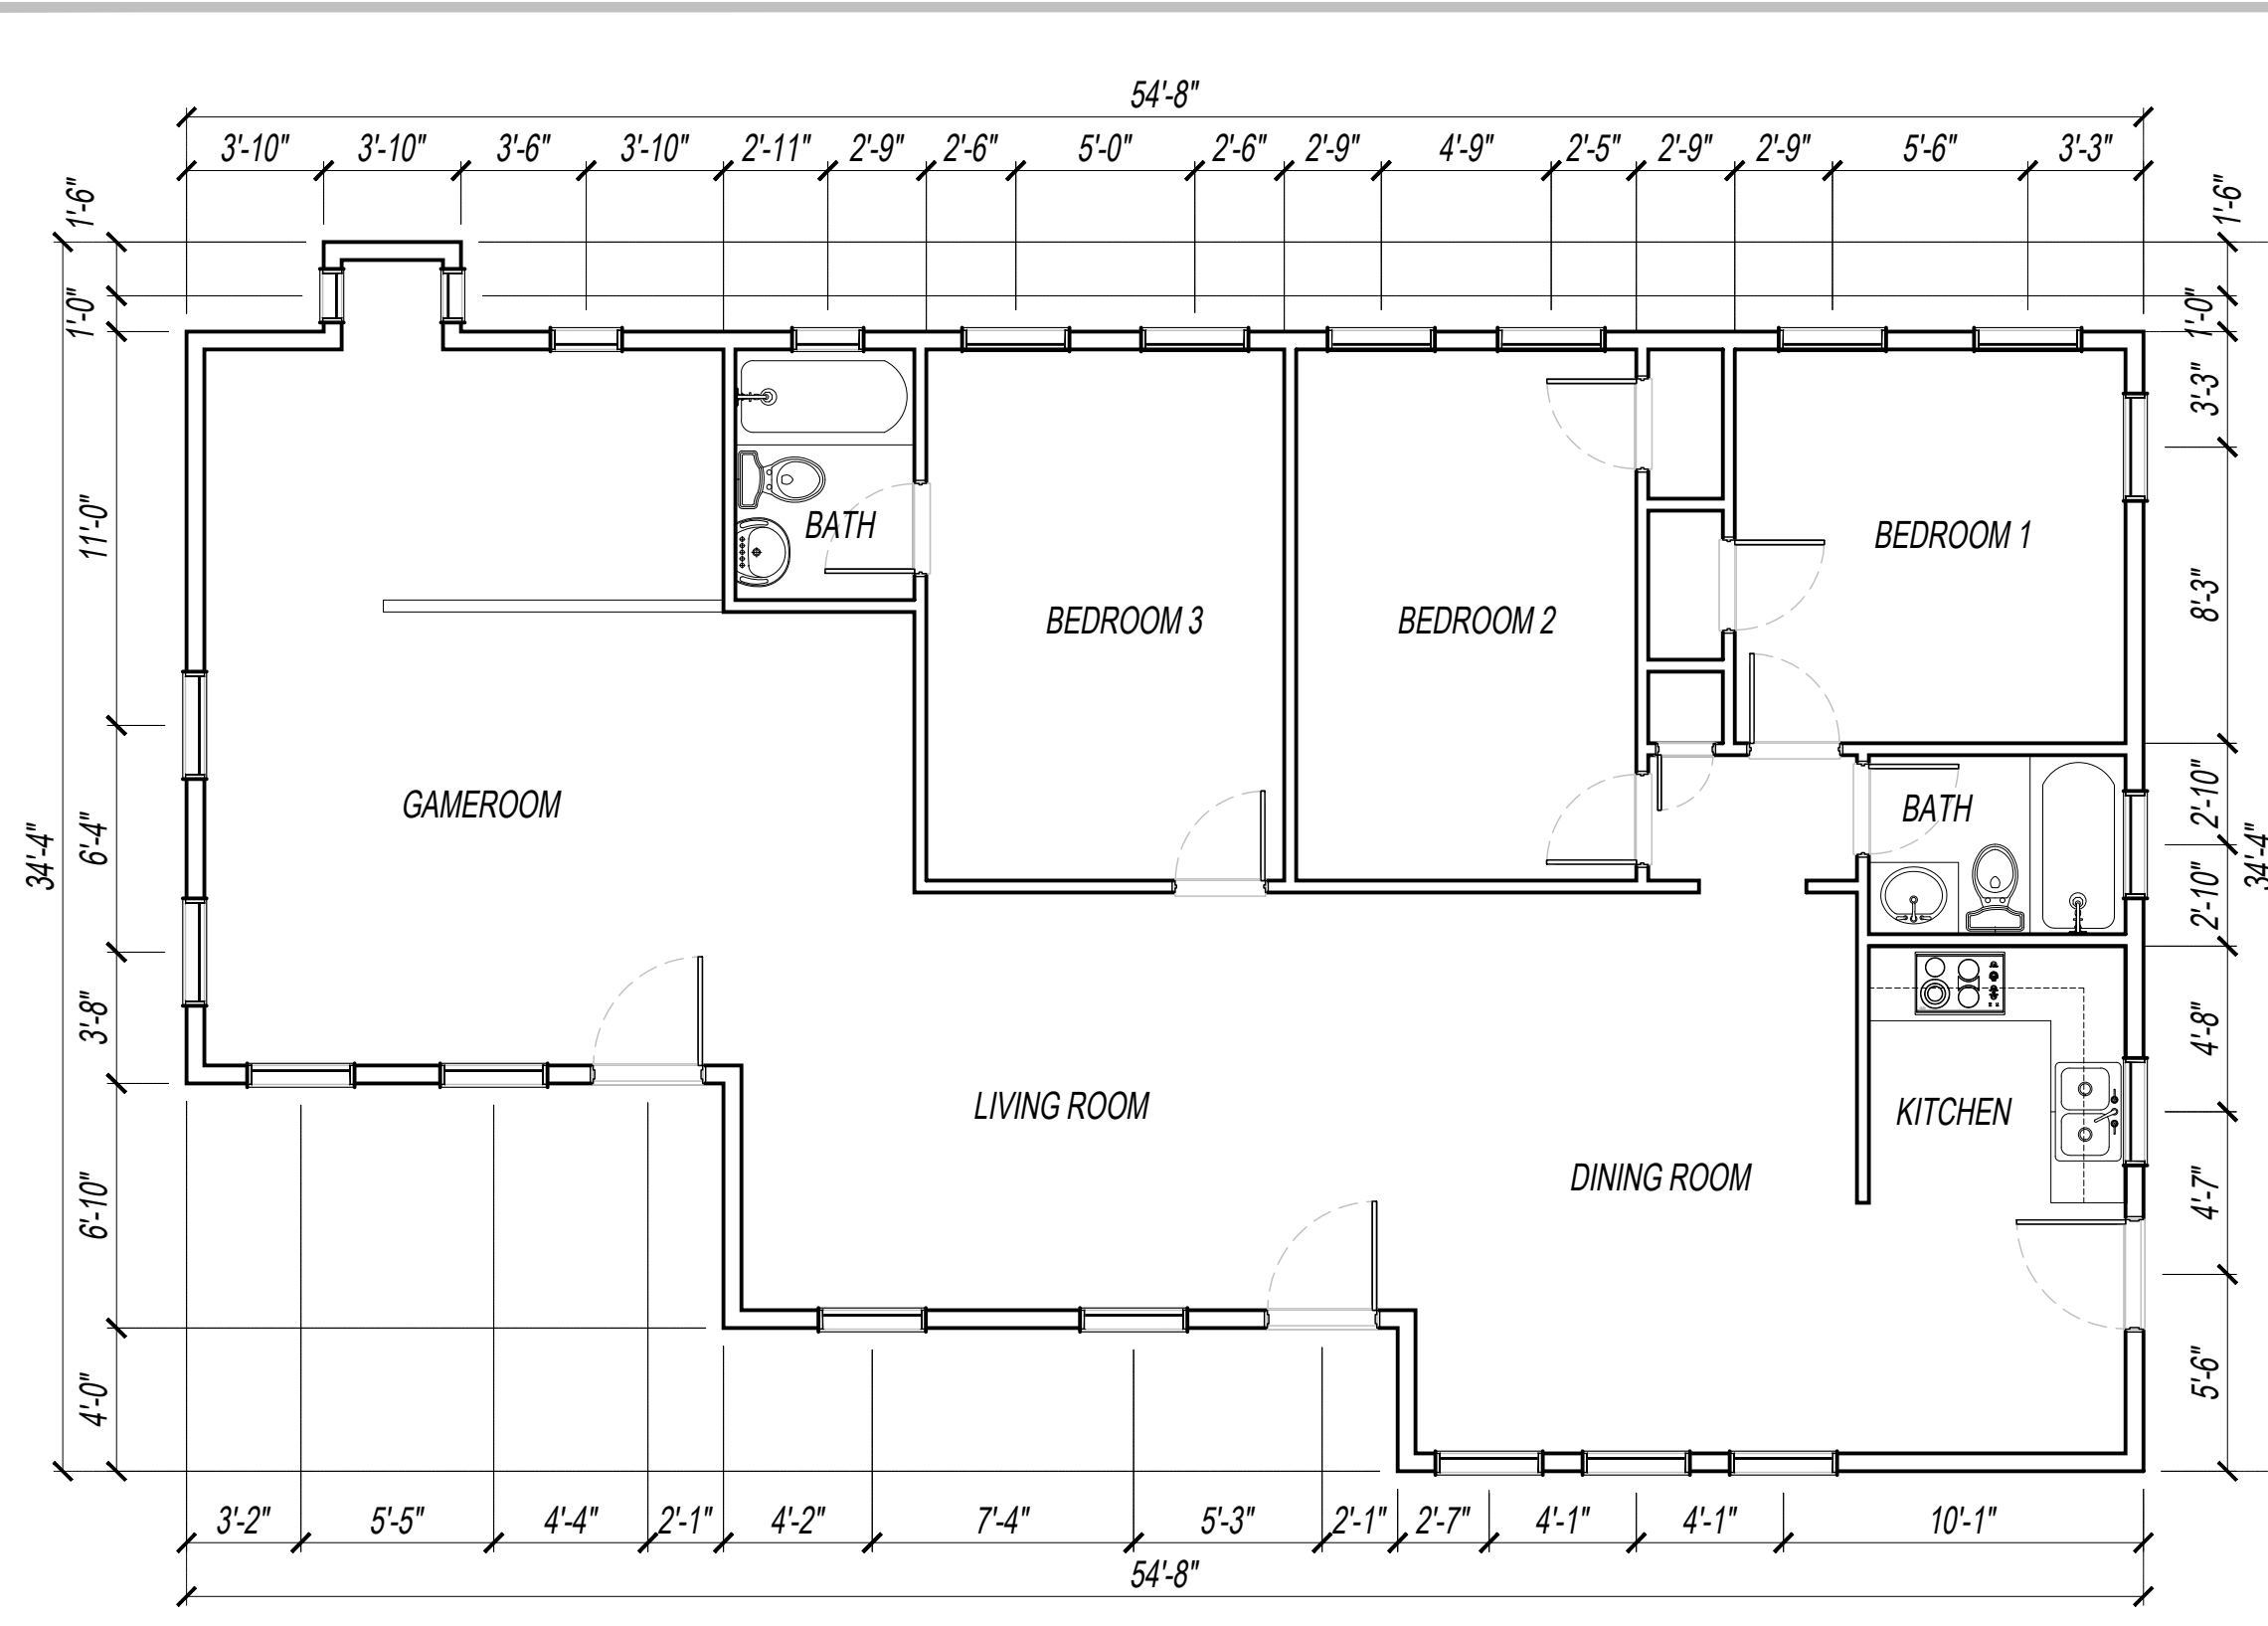 54'-8"
3'-10" 3'-10" 3'-6" 3'-10" 2'-11" 2'-9" 2'-6" 5'-0" 2'-6" 2'-9" 4'-9" 2'-5" 2'-9" 2'-9" 5'-6" 3'-3"
1'-6"
1'-0"
11'-0"
6'-4"
34'-4"
3'-8"
6'-10"
4'-0"
BATH
BEDROOM 1
BEDROOM 3
BEDROOM 2
GAMEROOM
BATH
LIVING ROOM
KITCHEN
DINING ROOM
1'-6"
1'-0"
3'-3"
8'-3"
2'-10"
34'-4"
2'-10"
4'-8"
4'-7"
5'-6"
3'-2" 5'-5" 4'-4" 2'-1" 4'-2" 7'-4" 5'-3" 2'-1" 2'-7" 4'-1" 4'-1" 10'-1"
54'-8"